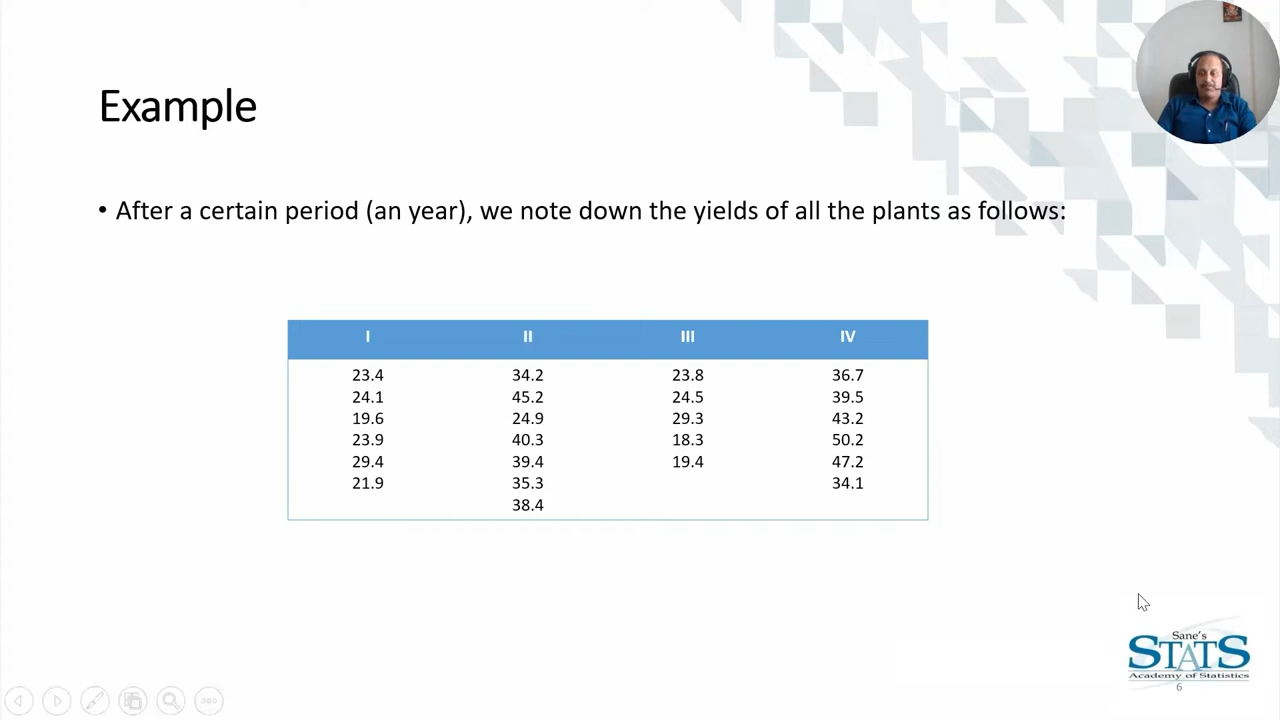 Example
• After a certain period (an year), we note down the yields of all the plants as follows:
I II III IV
23.4 34.2 23.8 36.7
24.1 45.2 24.5 39.5
19.6 24.9 29.3 43.2
23.9 40.3 18.3 50.2
29.4 39.4 19.4 47.2
21.9 35.3 34.1
38.4
Sane's
STATS
Academy of Statistics
6